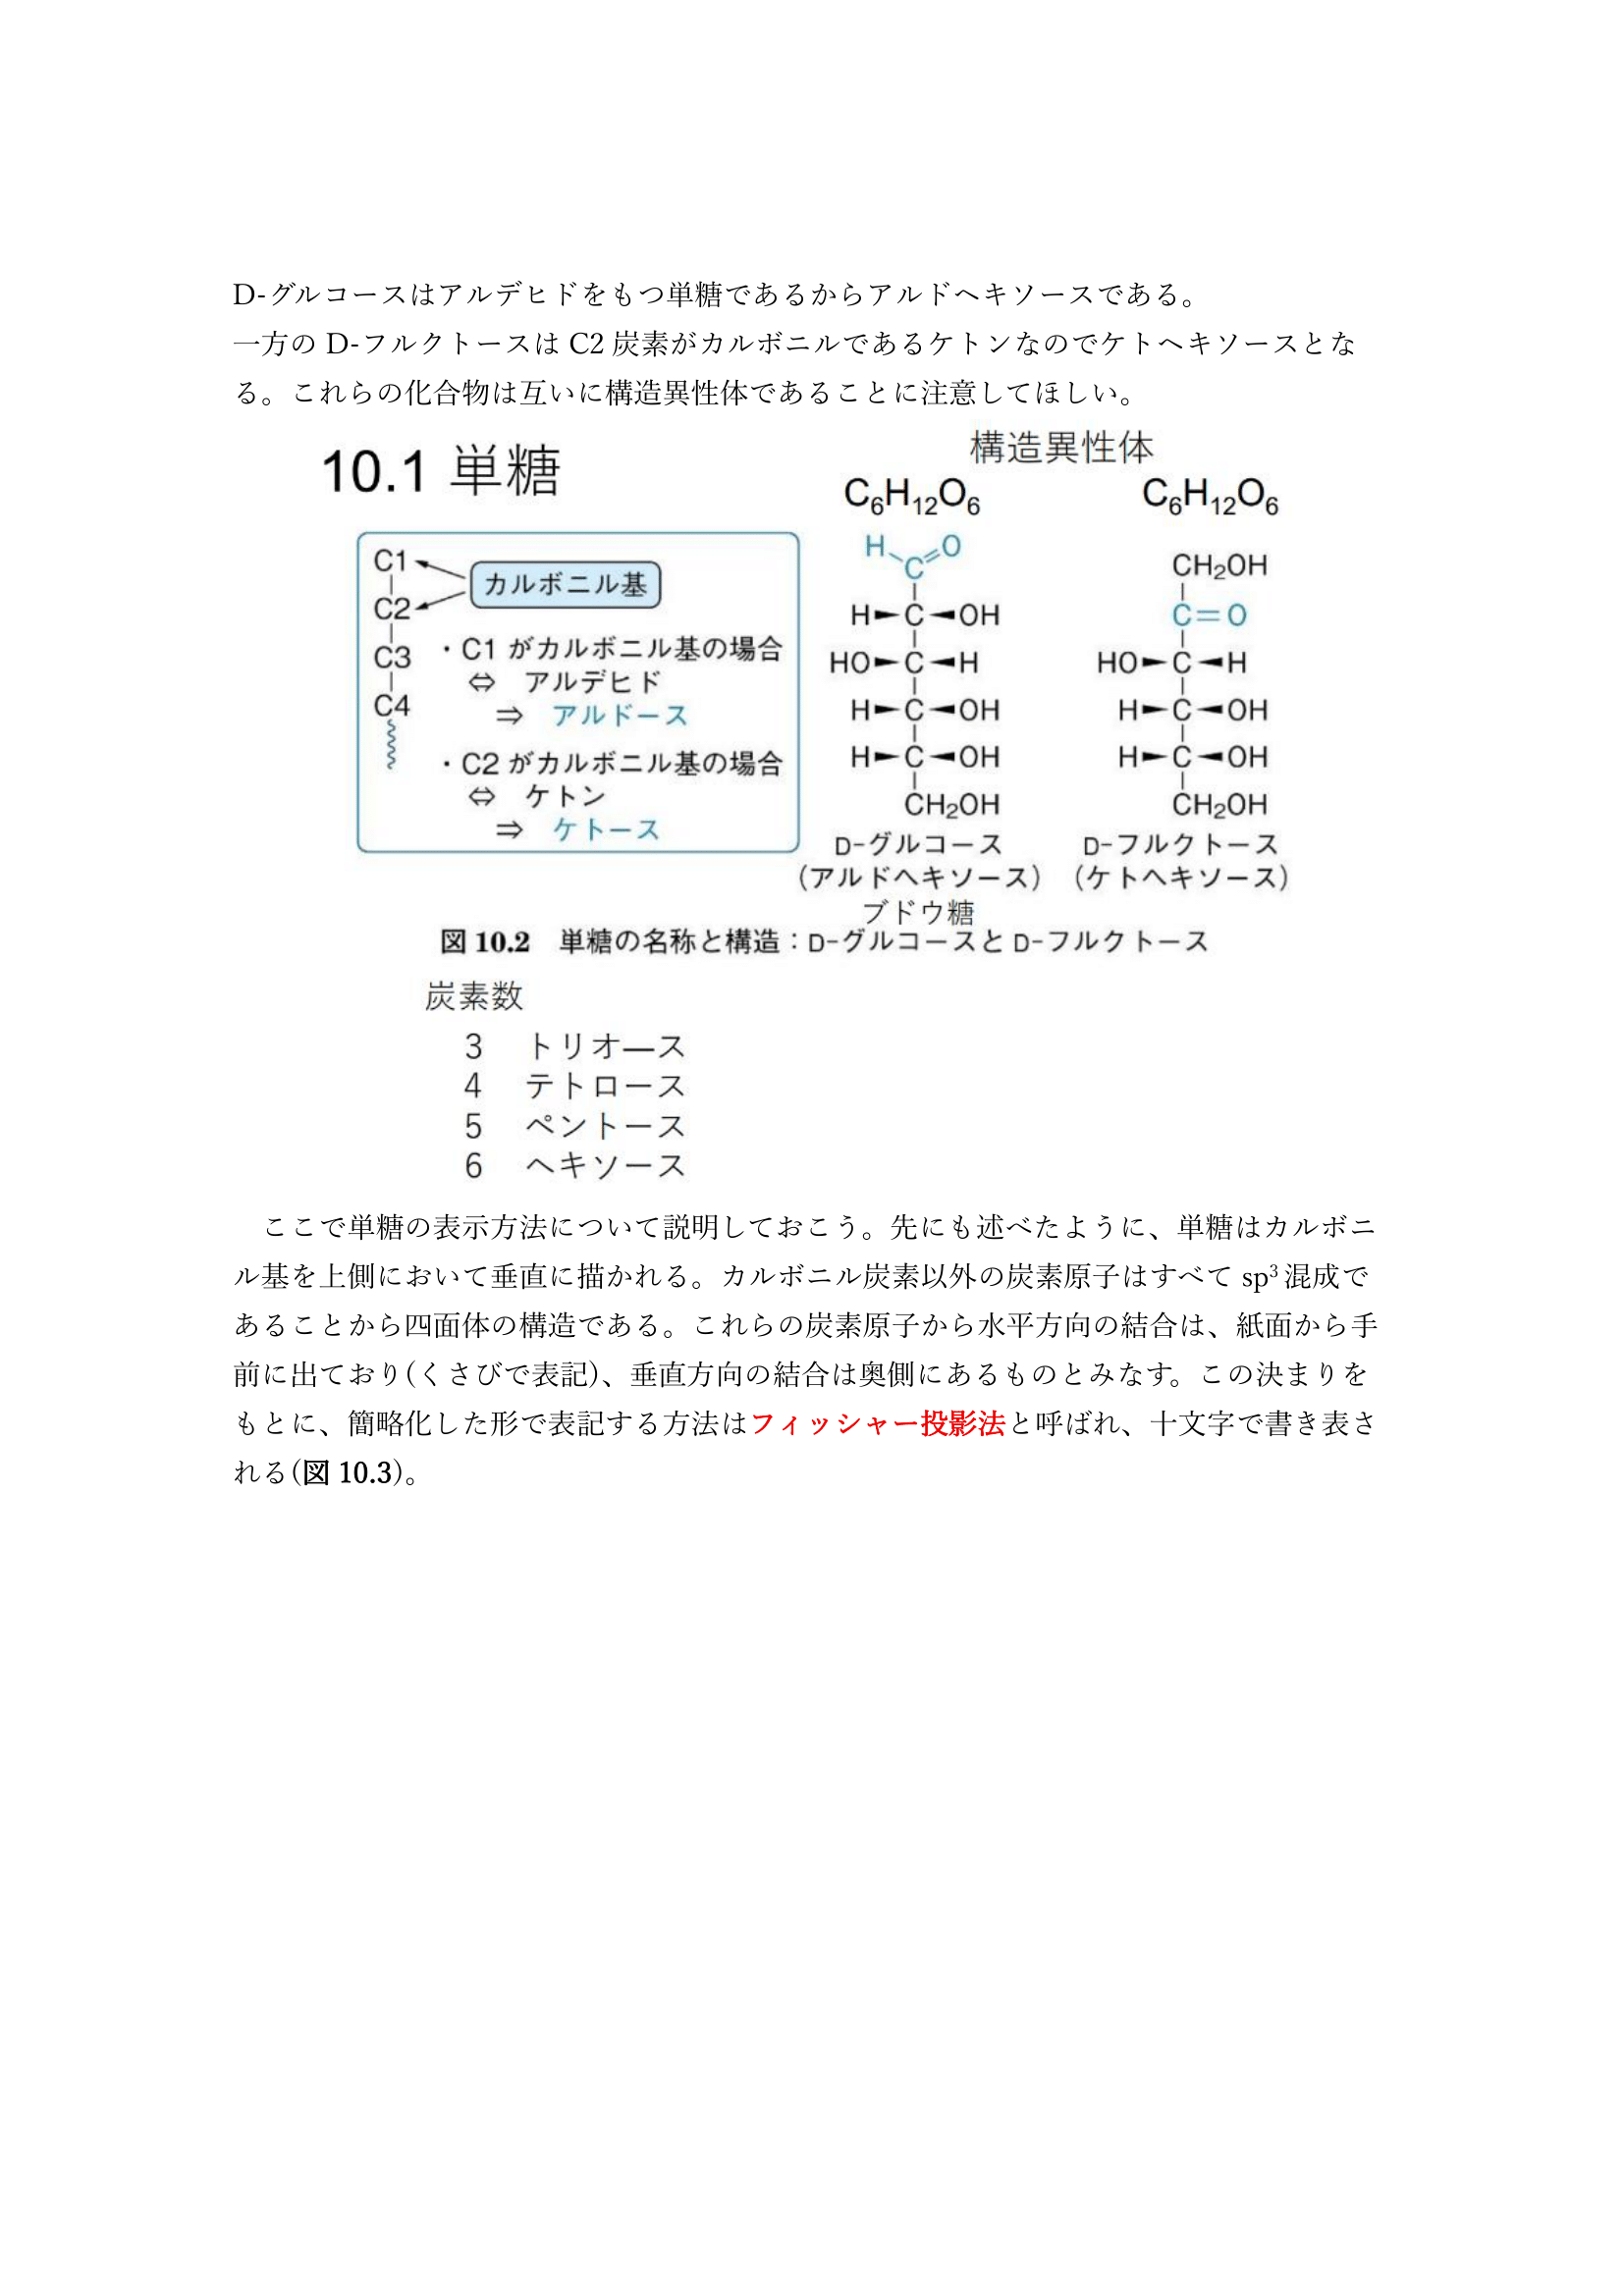 D-グルコースはアルデヒドをもつ単糖であるからアルドヘキソースである。
一方の D-フルクトースは C2 炭素がカルボニルであるケトンなのでケトヘキソースとな
る。これらの化合物は互いに構造異性体であることに注意してほしい。
10.1 単糖
構造異性体
C₆H₁₂O₆
C₆H₁₂O₆
C1
C2
C3
C4
カルボニル基
・C1 がカルボニル基の場合
⇔ アルデヒド
⇒ アルドース
・C2 がカルボニル基の場合
⇔ ケトン
⇒ ケトース
H C=O
H C OH
HO C H
H C OH
H C OH
CH₂OH
D-グルコース
(アルドヘキソース)
ブドウ糖
CH₂OH
C=O
HO C H
H C OH
H C OH
CH₂OH
D-フルクトース
(ケトヘキソース)
図 10.2 単糖の名称と構造：D-グルコースと D-フルクトース
炭素数
3 トリオ―ス
4 テトロース
5 ペントース
6 ヘキソース
ここで単糖の表示方法について説明しておこう。先にも述べたように、単糖はカルボニ
ル基を上側において垂直に描かれる。カルボニル炭素以外の炭素原子はすべて sp³ 混成で
あることから四面体の構造である。これらの炭素原子から水平方向の結合は、紙面から手
前に出ており(くさびで表記)、垂直方向の結合は奥側にあるものとみなす。この決まりを
もとに、簡略化した形で表記する方法はフィッシャー投影法と呼ばれ、十文字で書き表さ
れる(図 10.3)。